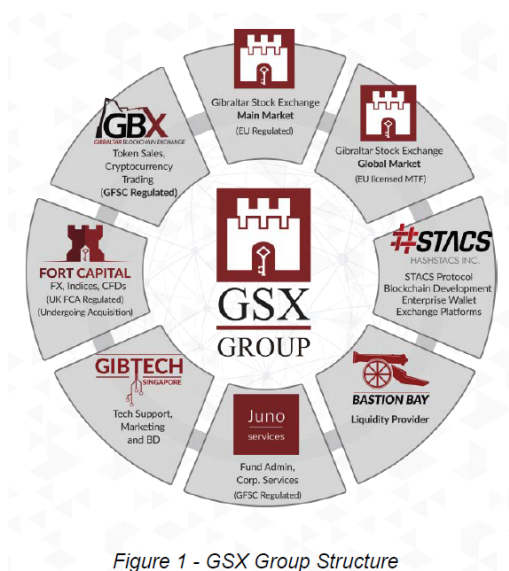 Gibraltar Stock Exchange
Main Market
(EU Regulated)
Gibraltar Stock Exchange
Global Market
(EU licensed MTF)
#STACS
HASHSTACS INC.
STACS Protocol
Blockchain Development
Enterprise Wallet
Exchange Platforms
BASTION BAY
Liquidity Provider
Juno
services
Fund Admin,
Corp. Services
(GFSC Regulated)
GIBTECH
SINGAPORE
Tech Support,
Marketing
and BD
FORT CAPITAL
FX, Indices, CFDs
(UK FCA Regulated)
(Undergoing Acquisition)
GBX
GIBRALTAR BLOCKCHAIN EXCHANGE
Token Sales,
Cryptocurrency
Trading
(GFSC Regulated)
GSX
GROUP
Figure 1 - GSX Group Structure